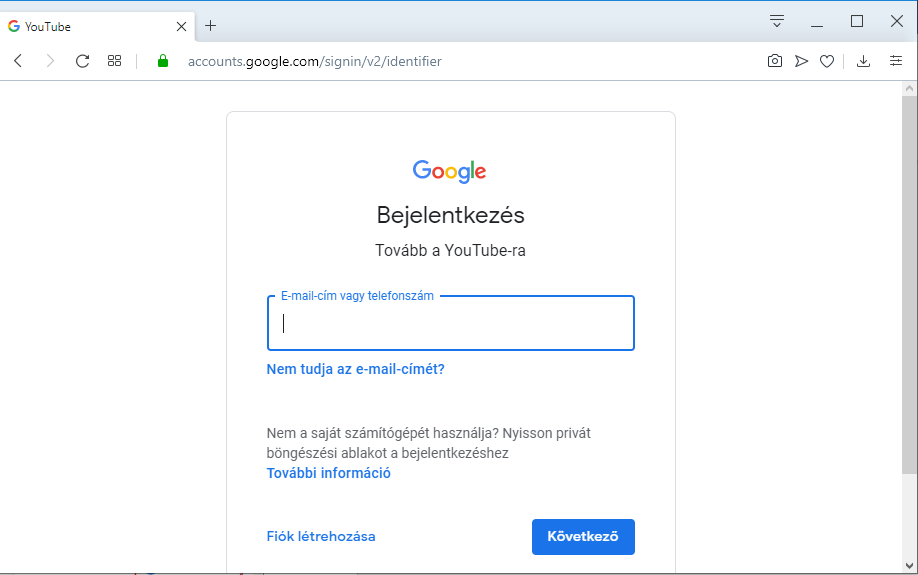 YouTube
accounts.google.com/signin/v2/identifier
Google
Bejelentkezés
Tovább a YouTube-ra
E-mail-cím vagy telefonszám
Nem tudja az e-mail-címét?
Nem a saját számítógépét használja? Nyisson privát
böngészési ablakot a bejelentkezéshez
További információ
Fiók létrehozása
Következő